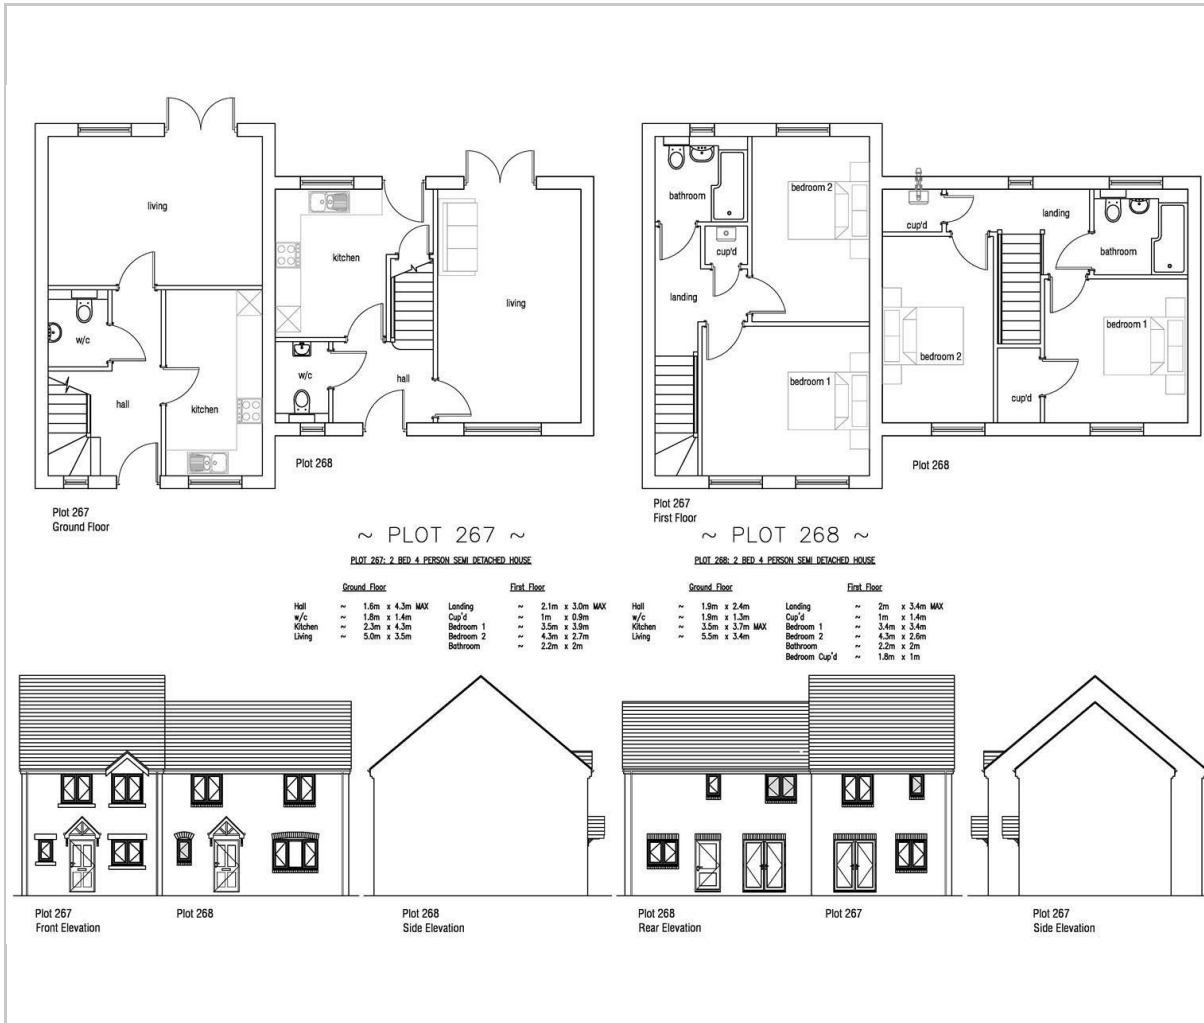 living
living
kitchen
w/c
w/c
hall
hall
kitchen
Plot 268
Plot 267
Ground Floor
bathroom
bedroom 2
cup'd
landing
bedroom 1
cup'd
landing
bathroom
bedroom 1
bedroom 2
cup'd
Plot 268
Plot 267
First Floor
~ PLOT 267 ~
PLOT 267: 2 BED 4 PERSON SEMI DETACHED HOUSE
Ground Floor
Hall ~ 1.6m x 4.3m MAX
w/c ~ 1.8m x 1.4m
Kitchen ~ 2.3m x 4.3m
Living ~ 5.0m x 3.5m
First Floor
Landing ~ 2.1m x 3.0m MAX
Cup'd ~ 1m x 0.9m
Bedroom 1 ~ 3.5m x 3.9m
Bedroom 2 ~ 4.3m x 2.7m
Bathroom ~ 2.2m x 2m
~ PLOT 268 ~
PLOT 268: 2 BED 4 PERSON SEMI DETACHED HOUSE
Ground Floor
Hall ~ 1.9m x 2.4m
w/c ~ 1.9m x 1.3m
Kitchen ~ 3.5m x 3.7m MAX
Living ~ 5.5m x 3.4m
First Floor
Landing ~ 2m x 3.4m MAX
Cup'd ~ 1m x 1.4m
Bedroom 1 ~ 3.4m x 3.4m
Bedroom 2 ~ 4.3m x 2.6m
Bathroom ~ 2.2m x 2m
Bedroom Cup'd ~ 1.8m x 1m
Plot 267
Front Elevation
Plot 268
Plot 268
Side Elevation
Plot 268
Rear Elevation
Plot 267
Plot 267
Side Elevation